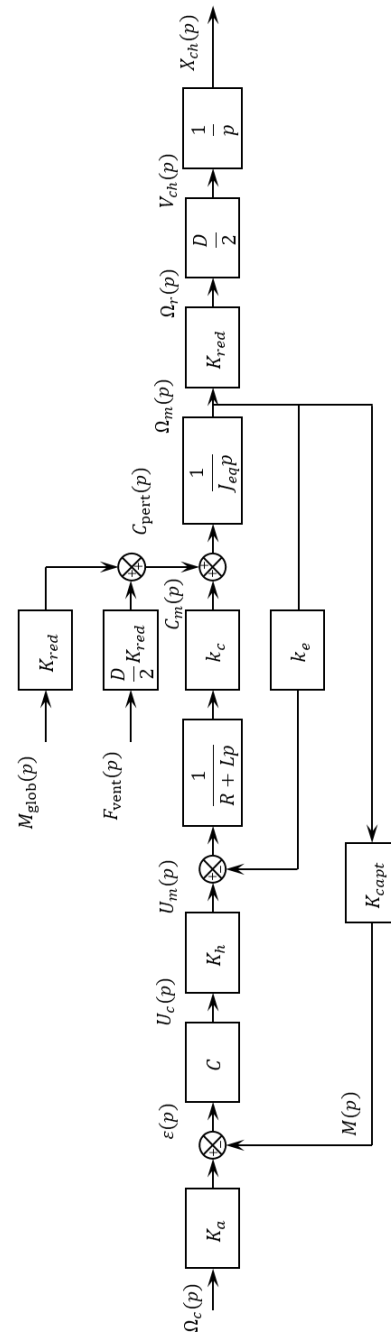 M_glob(p)
K_red
F_vent(p)
D/2 K_red
C_pert(p)
Ω_c(p)
K_a
+
−
ε(p)
C
U_c(p)
K_h
U_m(p)
+
−
1/(R + Lp)
k_c
C_m(p)
+
+
+
+
1/(J_eq p)
Ω_m(p)
K_red
Ω_r(p)
D/2
V_ch(p)
1/p
X_ch(p)
k_e
M(p)
K_capt